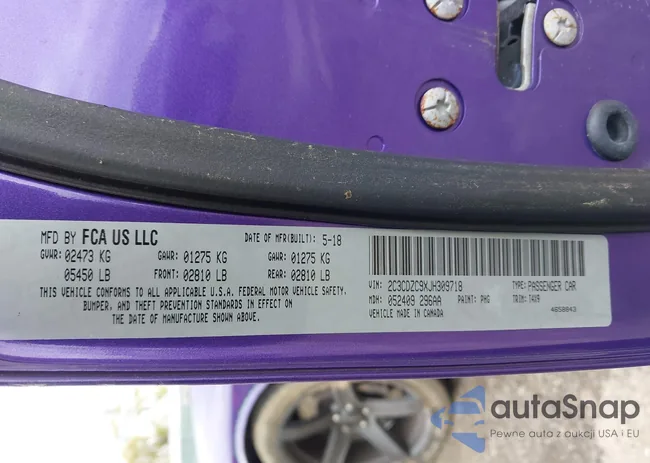 MFD BY FCA US LLC DATE OF MFR(BUILT): 5-18
GVWR: 02473 KG GAWR: 01275 KG GAWR: 01275 KG
05450 LB FRONT: 02810 LB REAR: 02810 LB
THIS VEHICLE CONFORMS TO ALL APPLICABLE U.S.A. FEDERAL MOTOR VEHICLE SAFETY,
BUMPER, AND THEFT PREVENTION STANDARDS IN EFFECT ON
THE DATE OF MANUFACTURE SHOWN ABOVE.
VIN: 2C3CDZC9XJH309718 TYPE: PASSENGER CAR
MDH: 052409 296AA PAINT: PHG TRIM: T4X9
VEHICLE MADE IN CANADA 4858043
autaSnap
Pewne auta z aukcji USA i EU